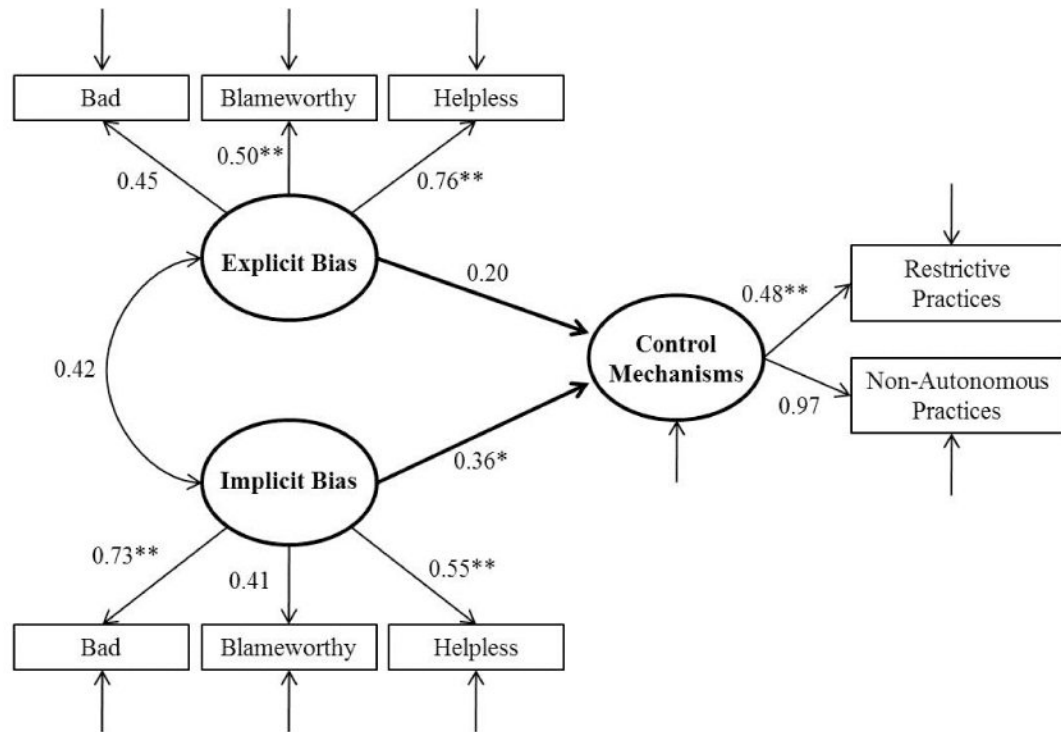 Bad
Blameworthy
Helpless
0.45
0.50**
0.76**
Explicit Bias
0.20
0.42
Control
Mechanisms
0.48**
Restrictive
Practices
0.97
Non-Autonomous
Practices
Implicit Bias
0.36*
0.73**
0.41
0.55**
Bad
Blameworthy
Helpless